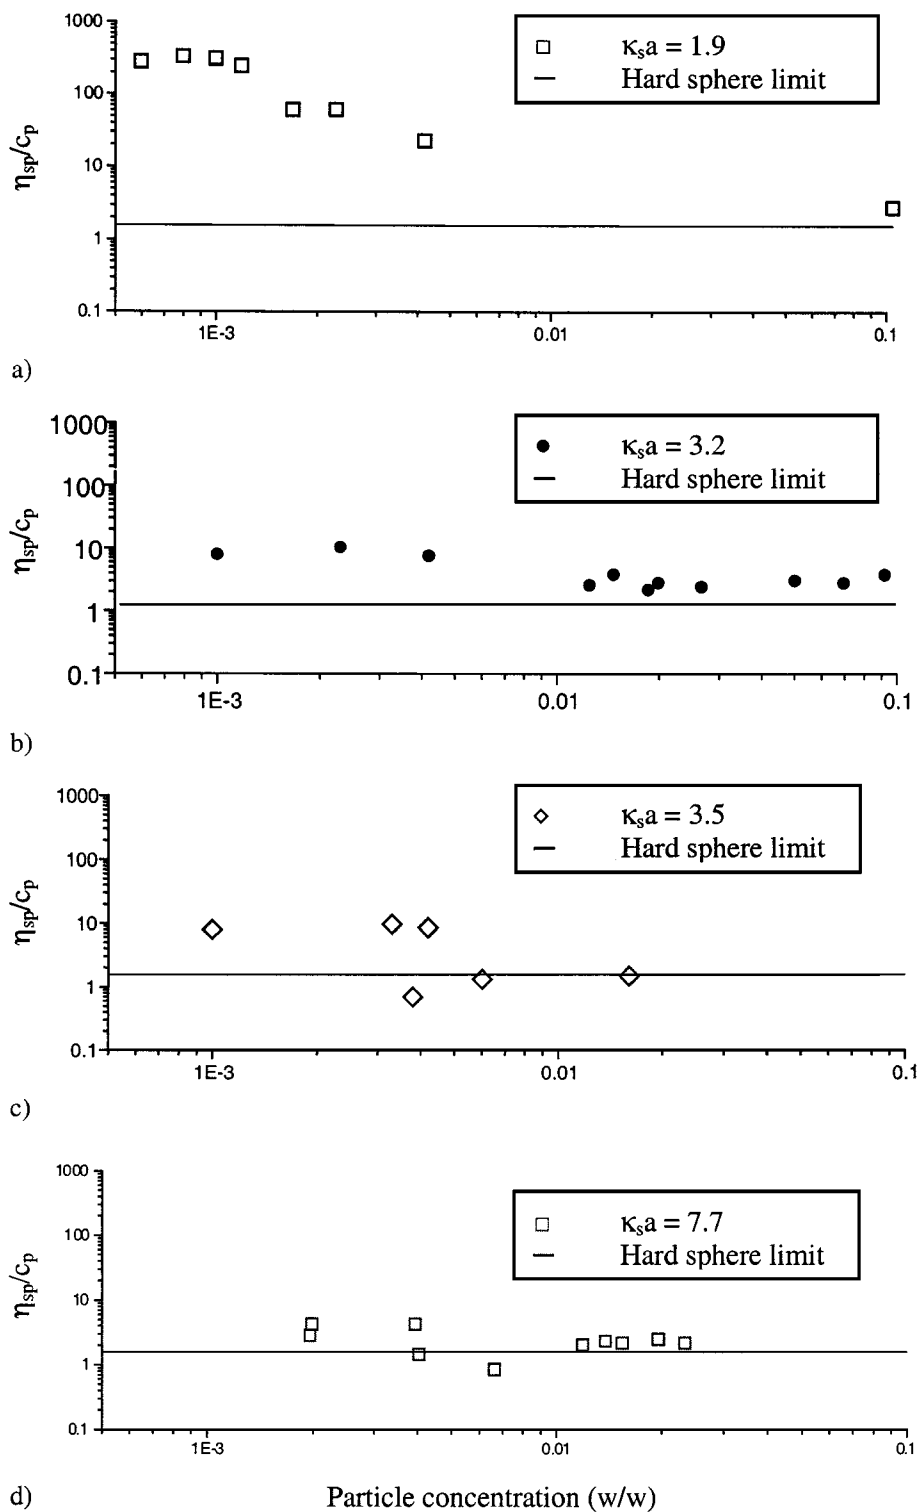 1000
100
10
1
0.1
η_sp/c_p
κ_s a = 1.9
Hard sphere limit
1E-3 0.01 0.1
a)
1000
100
10
1
0.1
η_sp/c_p
κ_s a = 3.2
Hard sphere limit
1E-3 0.01 0.1
b)
1000
100
10
1
0.1
η_sp/c_p
κ_s a = 3.5
Hard sphere limit
1E-3 0.01 0.1
c)
1000
100
10
1
0.1
η_sp/c_p
κ_s a = 7.7
Hard sphere limit
1E-3 0.01 0.1
d) Particle concentration (w/w)